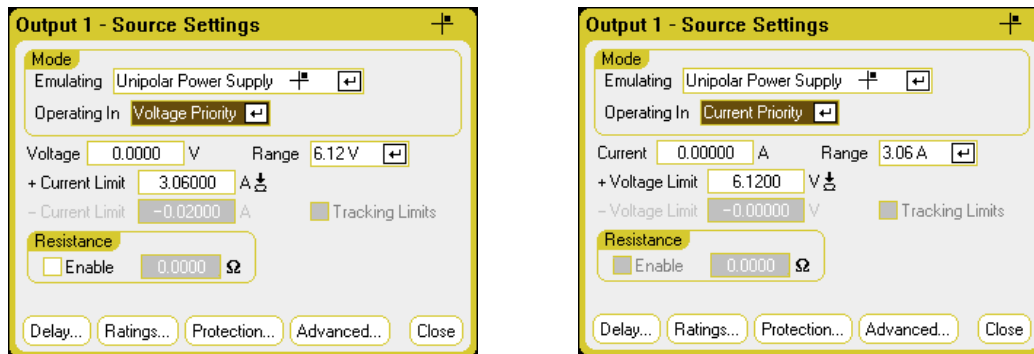 Output 1 - Source Settings
Mode
Emulating Unipolar Power Supply
Operating In Voltage Priority
Voltage 0.0000 V Range 6.12 V
+ Current Limit 3.06000 A
- Current Limit -0.02000 A Tracking Limits
Resistance
Enable 0.0000 Ω
Delay... Ratings... Protection... Advanced... Close
Output 1 - Source Settings
Mode
Emulating Unipolar Power Supply
Operating In Current Priority
Current 0.00000 A Range 3.06 A
+ Voltage Limit 6.1200 V
- Voltage Limit -0.00000 V Tracking Limits
Resistance
Enable 0.0000 Ω
Delay... Ratings... Protection... Advanced... Close